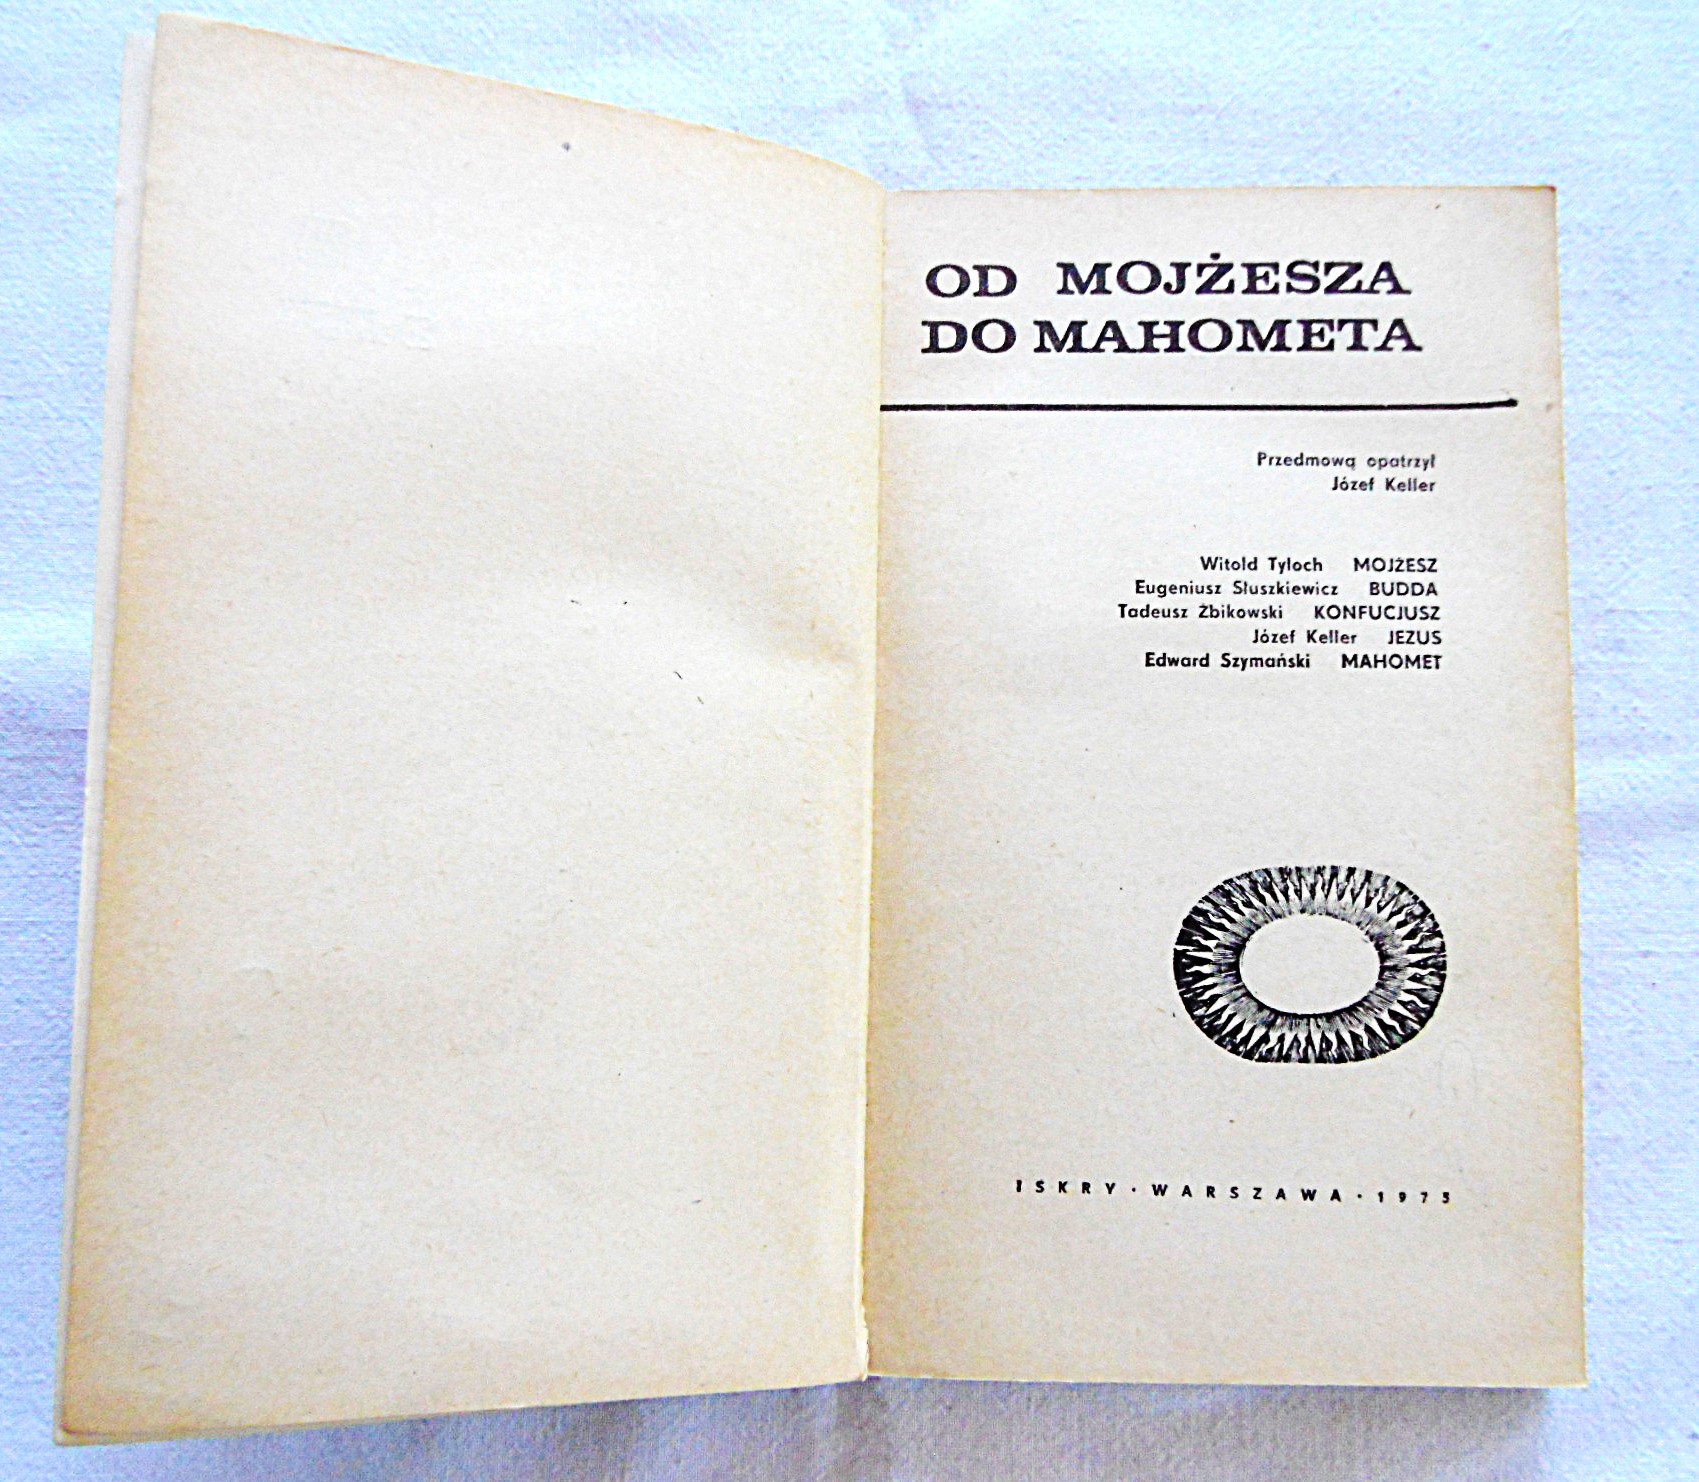 OD MOJŻESZA
DO MAHOMETA
Przedmową opatrzył
Józef Keller
Witold Tyloch MOJŻESZ
Eugeniusz Słuszkiewicz BUDDA
Tadeusz Żbikowski KONFUCJUSZ
Józef Keller JEZUS
Edward Szymański MAHOMET
ISKRY · WARSZAWA · 1975